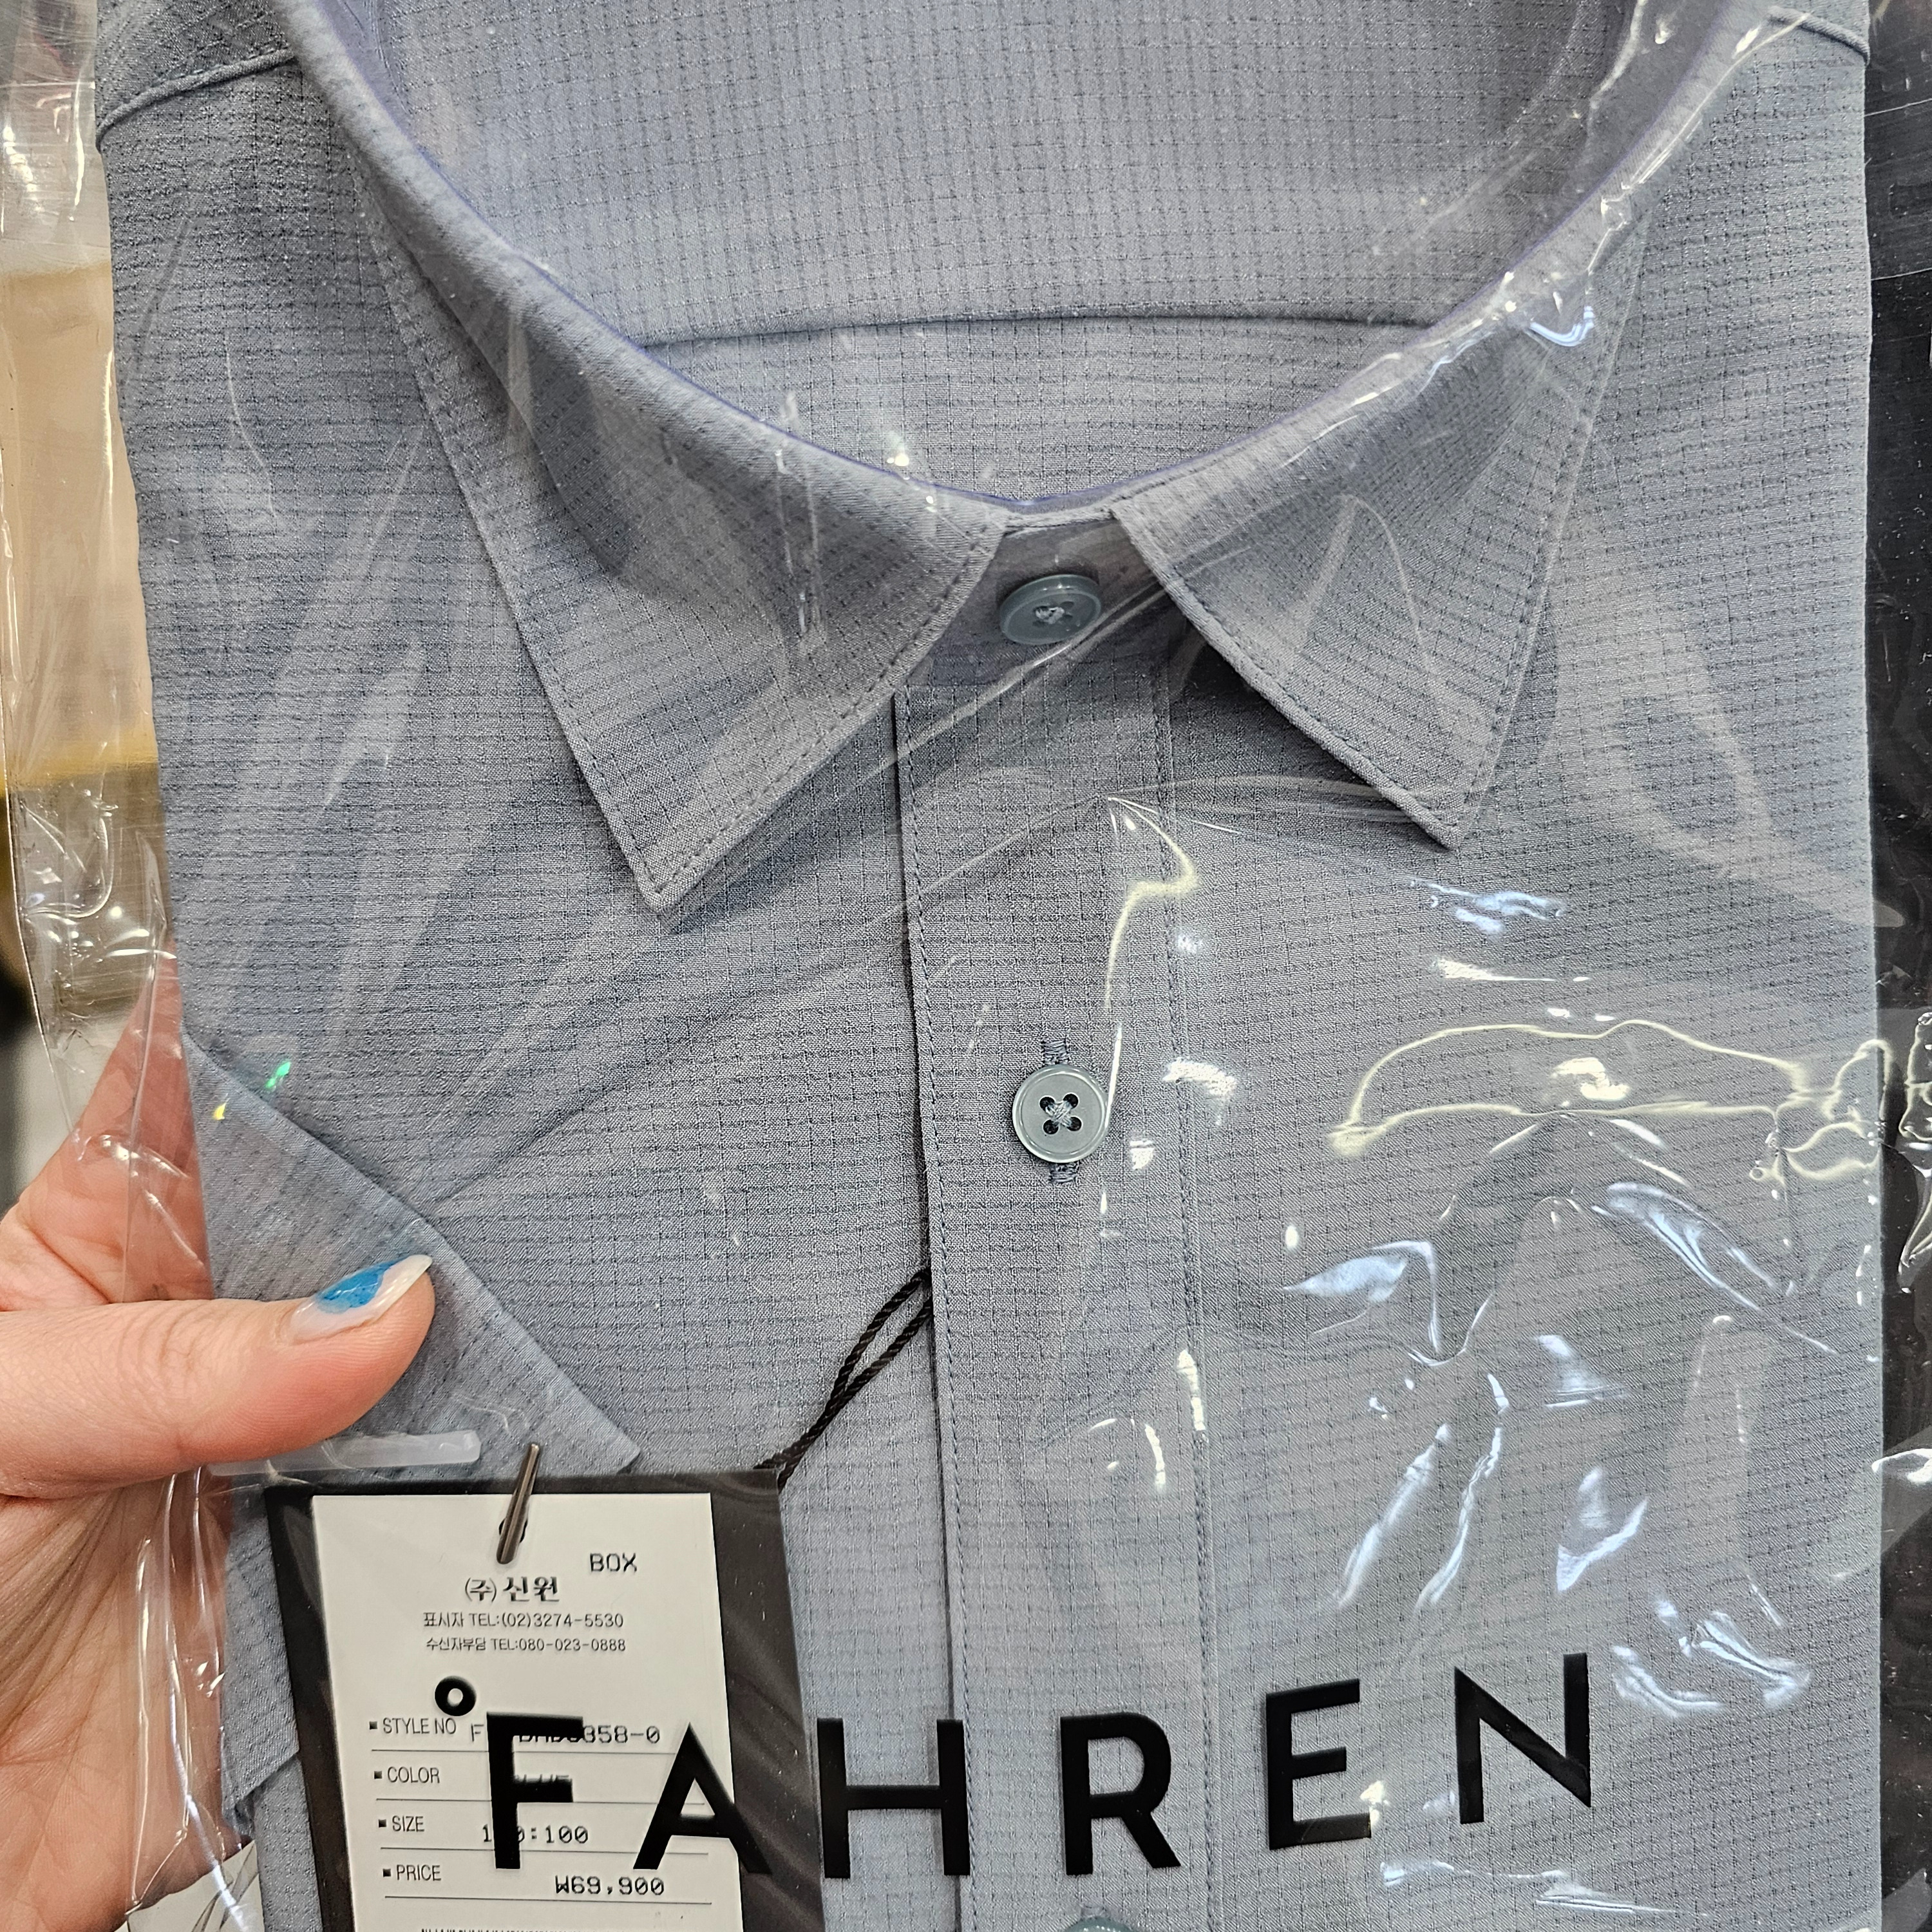 BOX
(주)신원
표시자 TEL:(02)3274-5530
수신자부담 TEL:080-023-0888
°FAHREN
▪ STYLE NO
▪ COLOR
▪ SIZE :100
▪ PRICE ₩69,900